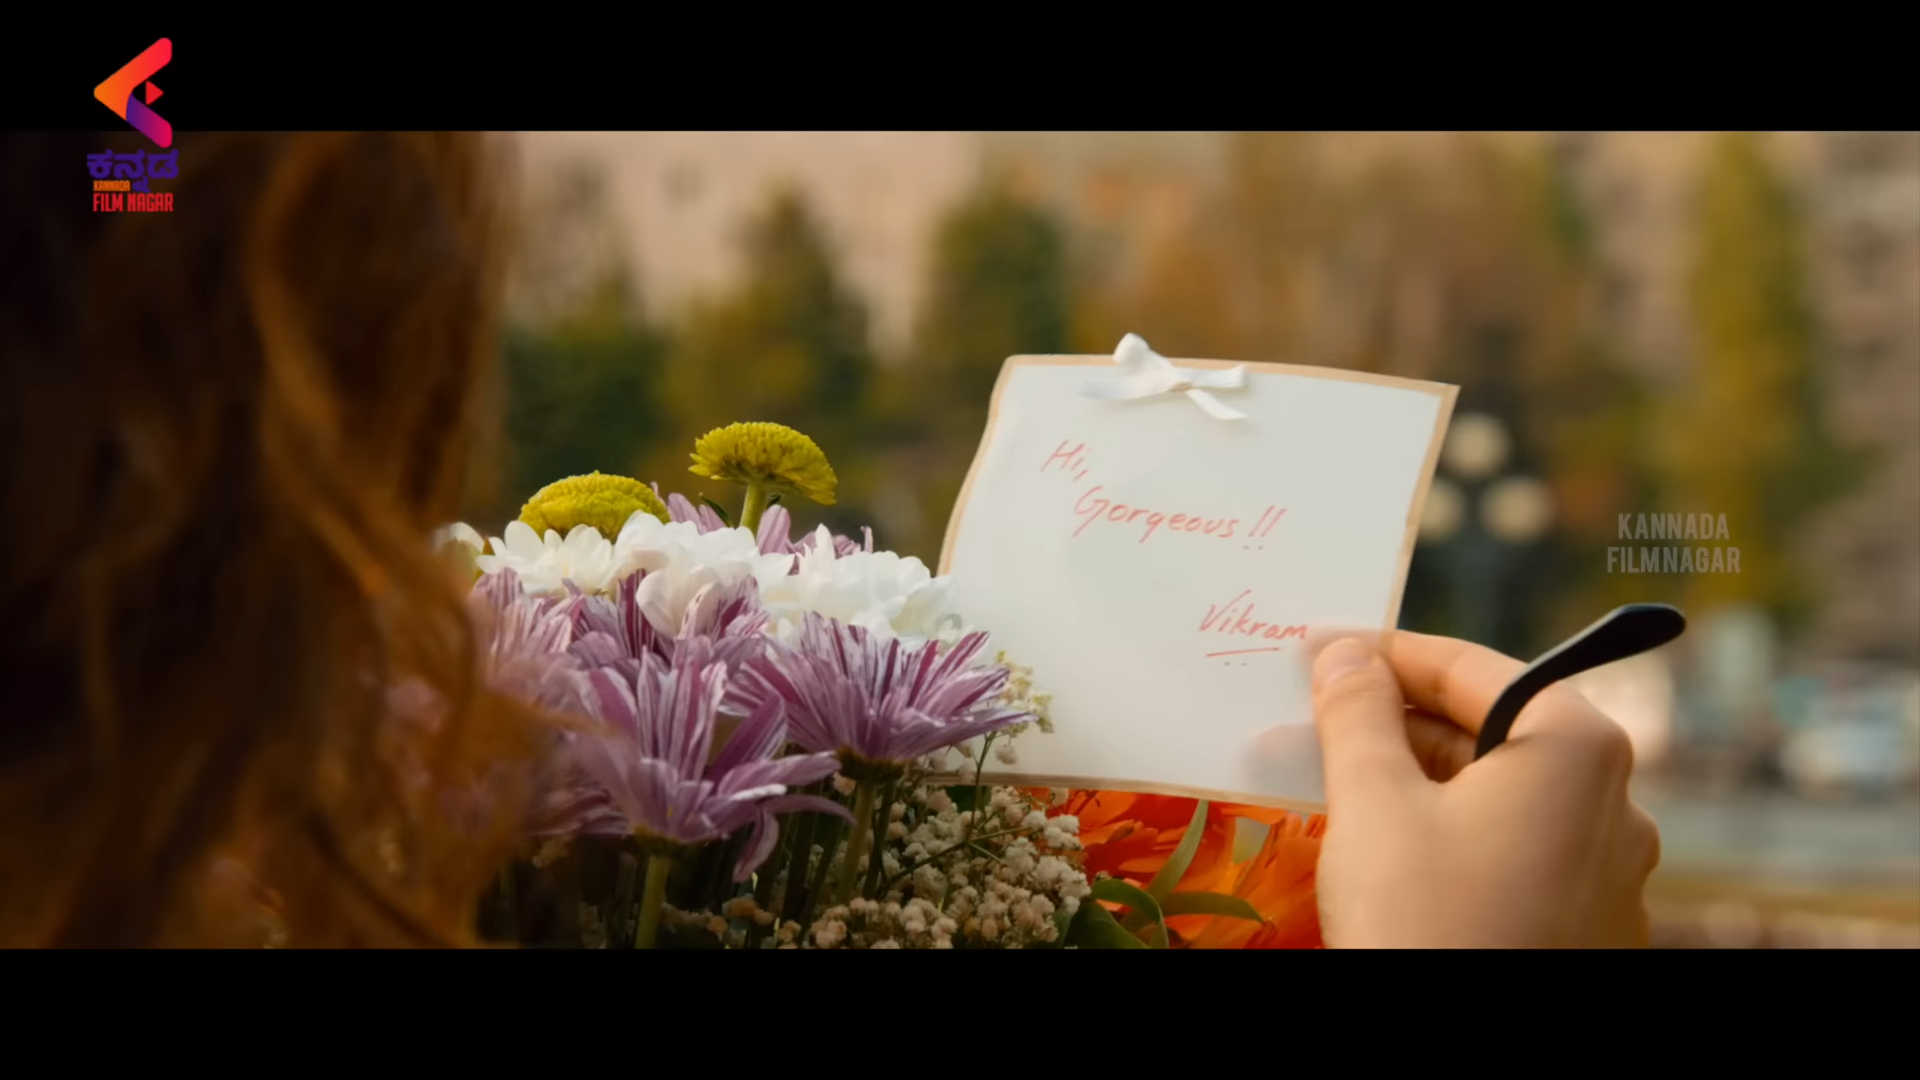 ಕನ್ನಡ
KANNADA
FILM NAGAR
Hi,
Gorgeous !!
Vikram
KANNADA
FILMNAGAR